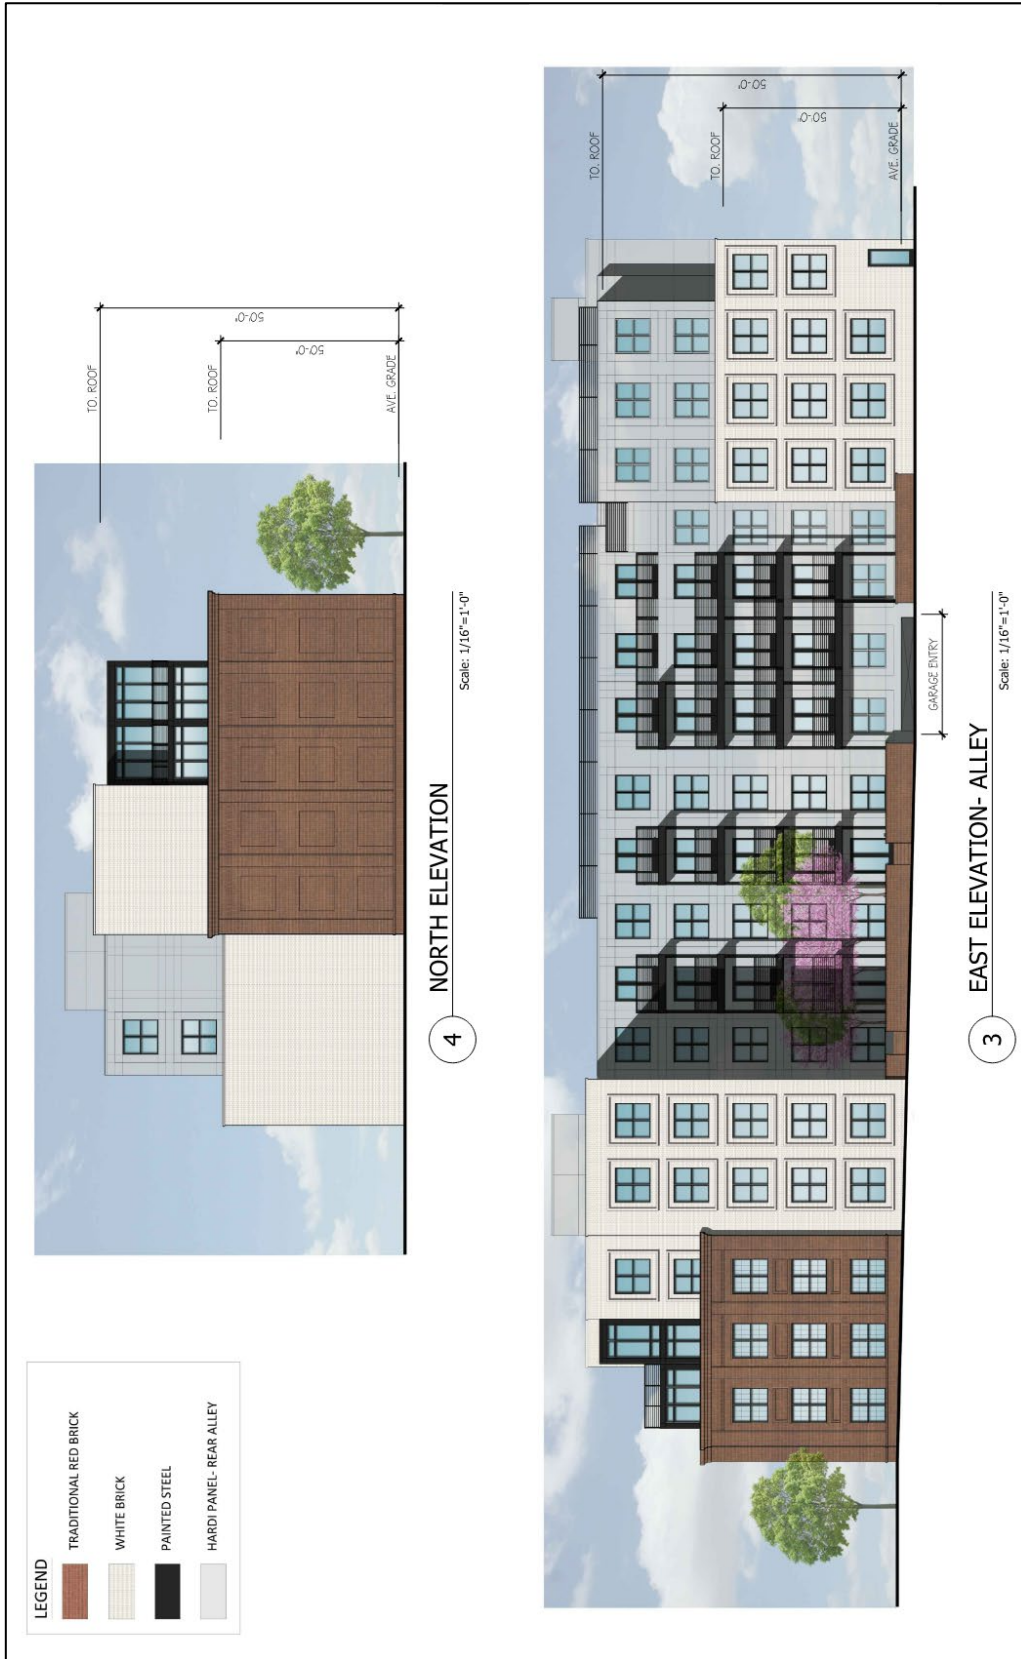 LEGEND
TRADITIONAL RED BRICK
WHITE BRICK
PAINTED STEEL
HARDI PANEL- REAR ALLEY
TO. ROOF
TO. ROOF
AVE. GRADE
50'-0"
50'-0"
4
NORTH ELEVATION
Scale: 1/16"=1'-0"
TO. ROOF
TO. ROOF
AVE. GRADE
50'-0"
50'-0"
GARAGE ENTRY
3
EAST ELEVATION- ALLEY
Scale: 1/16"=1'-0"